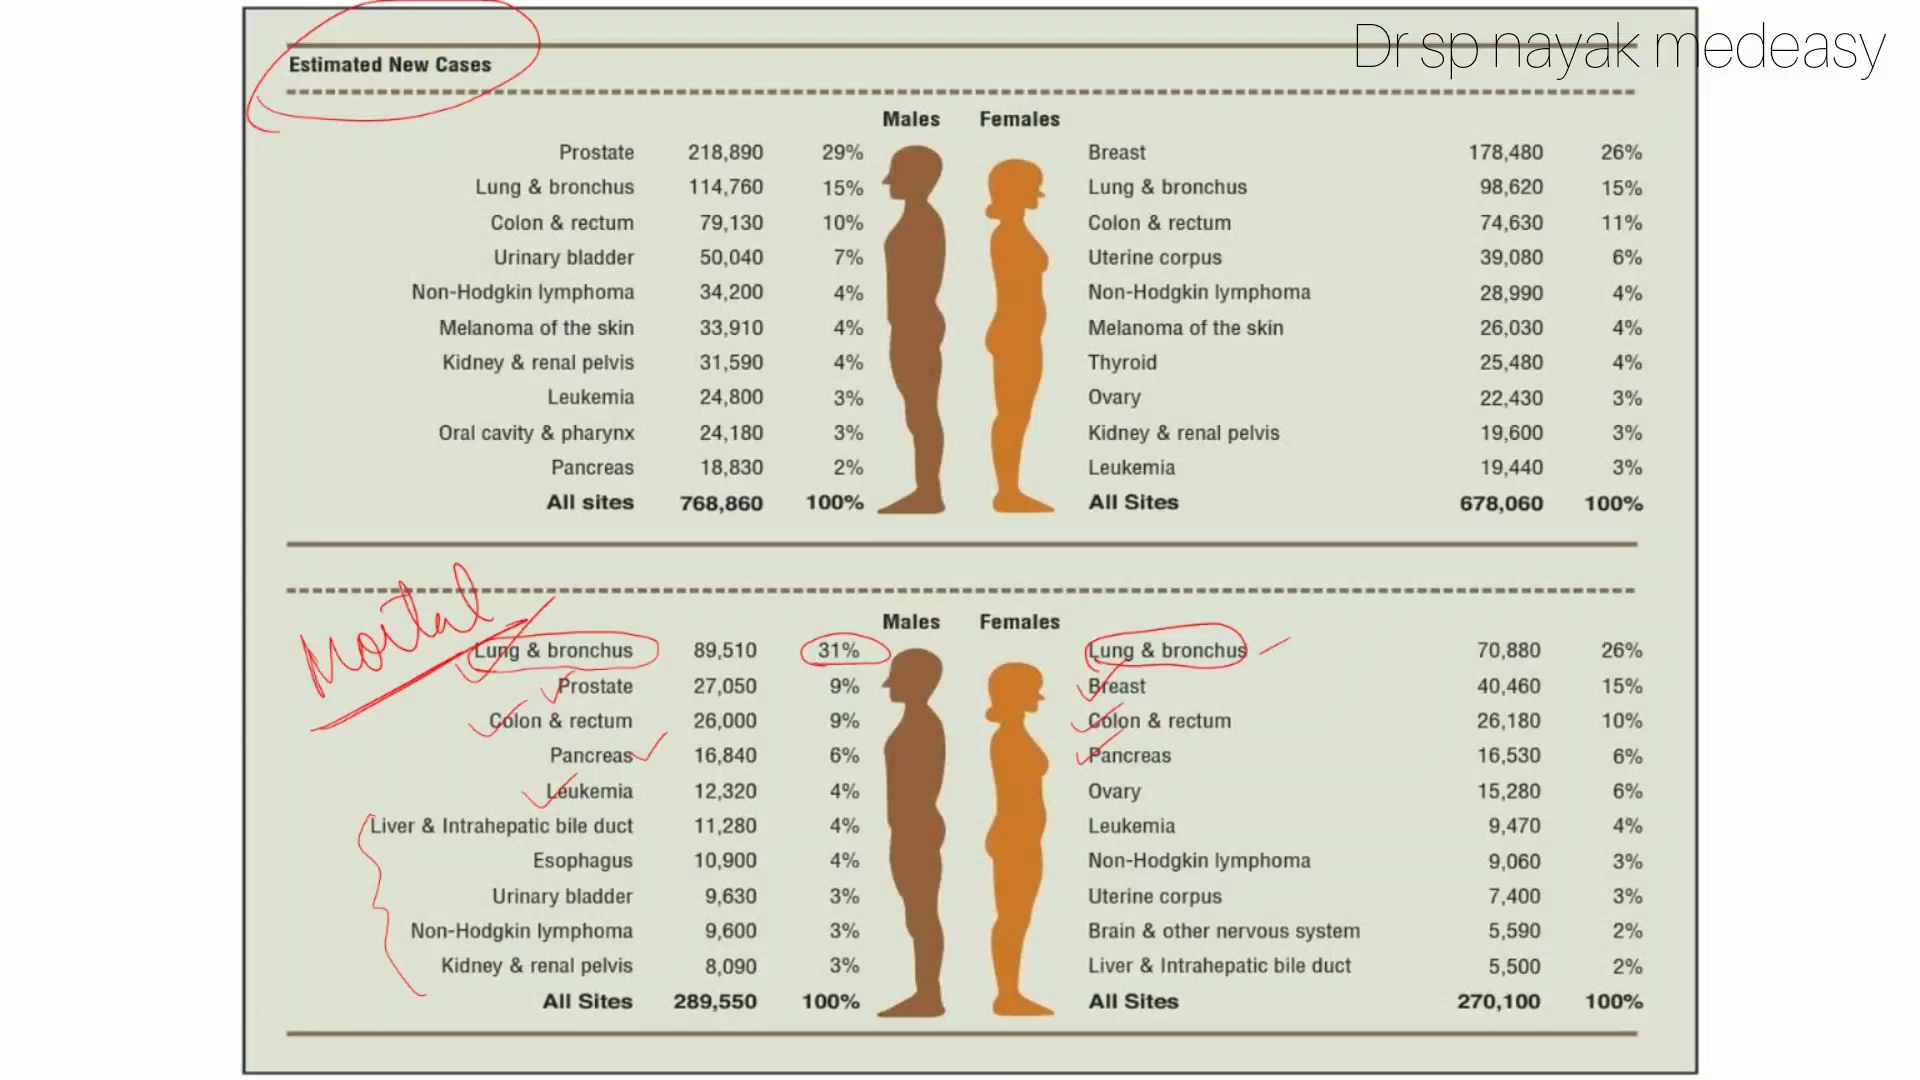 Dr sp nayak medeasy
Estimated New Cases
Males Females
Prostate 218,890 29% Breast 178,480 26%
Lung & bronchus 114,760 15% Lung & bronchus 98,620 15%
Colon & rectum 79,130 10% Colon & rectum 74,630 11%
Urinary bladder 50,040 7% Uterine corpus 39,080 6%
Non-Hodgkin lymphoma 34,200 4% Non-Hodgkin lymphoma 28,990 4%
Melanoma of the skin 33,910 4% Melanoma of the skin 26,030 4%
Kidney & renal pelvis 31,590 4% Thyroid 25,480 4%
Leukemia 24,800 3% Ovary 22,430 3%
Oral cavity & pharynx 24,180 3% Kidney & renal pelvis 19,600 3%
Pancreas 18,830 2% Leukemia 19,440 3%
All sites 768,860 100% All Sites 678,060 100%
Mortal
Males Females
Lung & bronchus 89,510 31% Lung & bronchus 70,880 26%
Prostate 27,050 9% Breast 40,460 15%
Colon & rectum 26,000 9% Colon & rectum 26,180 10%
Pancreas 16,840 6% Pancreas 16,530 6%
Leukemia 12,320 4% Ovary 15,280 6%
Liver & Intrahepatic bile duct 11,280 4% Leukemia 9,470 4%
Esophagus 10,900 4% Non-Hodgkin lymphoma 9,060 3%
Urinary bladder 9,630 3% Uterine corpus 7,400 3%
Non-Hodgkin lymphoma 9,600 3% Brain & other nervous system 5,590 2%
Kidney & renal pelvis 8,090 3% Liver & Intrahepatic bile duct 5,500 2%
All Sites 289,550 100% All Sites 270,100 100%